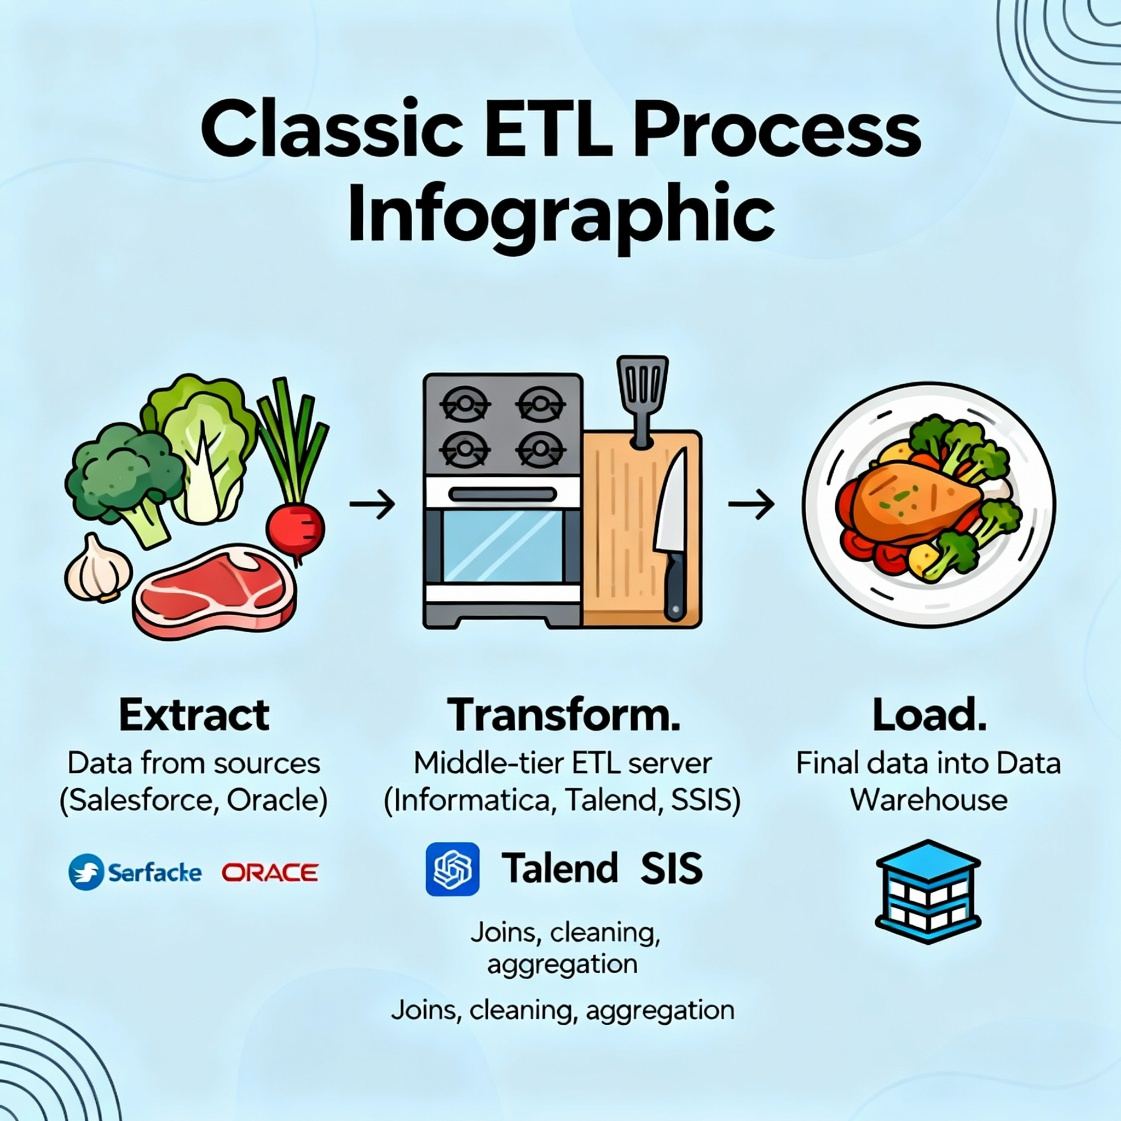 Classic ETL Process
Infographic
Extract
Data from sources
(Salesforce, Oracle)
Serfacke ORACE
Transform.
Middle-tier ETL server
(Informatica, Talend, SSIS)
Talend SIS
Joins, cleaning,
aggregation
Joins, cleaning, aggregation
Load.
Final data into Data
Warehouse